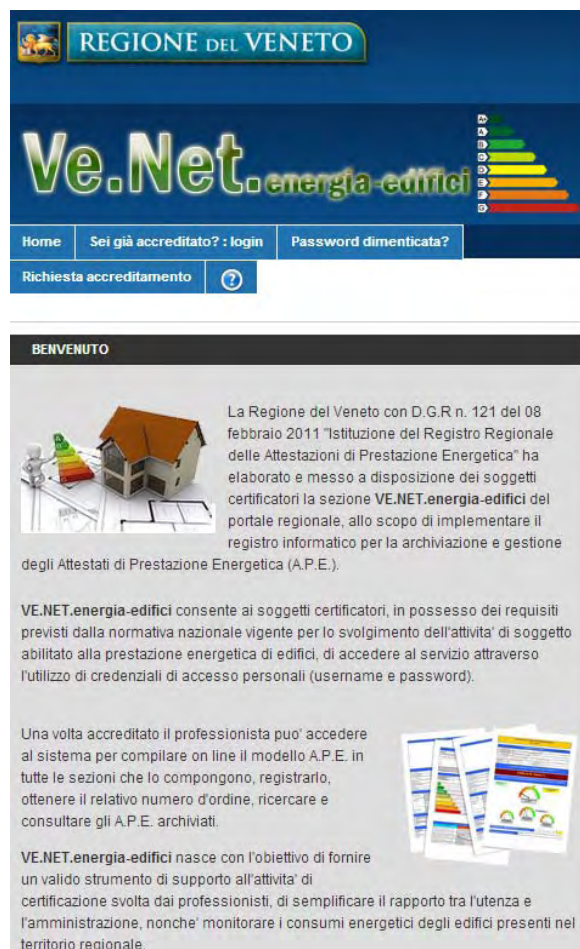 REGIONE DEL VENETO
Ve.Net.energia-edifici
A+
A
B
C
D
E
F
G
Home
Sei già accreditato? : login
Password dimenticata?
Richiesta accreditamento
?
BENVENUTO
La Regione del Veneto con D.G.R n. 121 del 08
febbraio 2011 "Istituzione del Registro Regionale
delle Attestazioni di Prestazione Energetica" ha
elaborato e messo a disposizione dei soggetti
certificatori la sezione VE.NET.energia-edifici del
portale regionale, allo scopo di implementare il
registro informatico per la archiviazione e gestione
degli Attestati di Prestazione Energetica (A.P.E.).
VE.NET.energia-edifici consente ai soggetti certificatori, in possesso dei requisiti
previsti dalla normativa nazionale vigente per lo svolgimento dell'attivita' di soggetto
abilitato alla prestazione energetica di edifici, di accedere al servizio attraverso
l'utilizzo di credenziali di accesso personali (username e password).
Una volta accreditato il professionista puo' accedere
al sistema per compilare on line il modello A.P.E. in
tutte le sezioni che lo compongono, registrarlo,
ottenere il relativo numero d'ordine, ricercare e
consultare gli A.P.E. archiviati.
VE.NET.energia-edifici nasce con l'obiettivo di fornire
un valido strumento di supporto all'attivita' di
certificazione svolta dai professionisti, di semplificare il rapporto tra l'utenza e
l'amministrazione, nonche' monitorare i consumi energetici degli edifici presenti nel
territorio regionale.